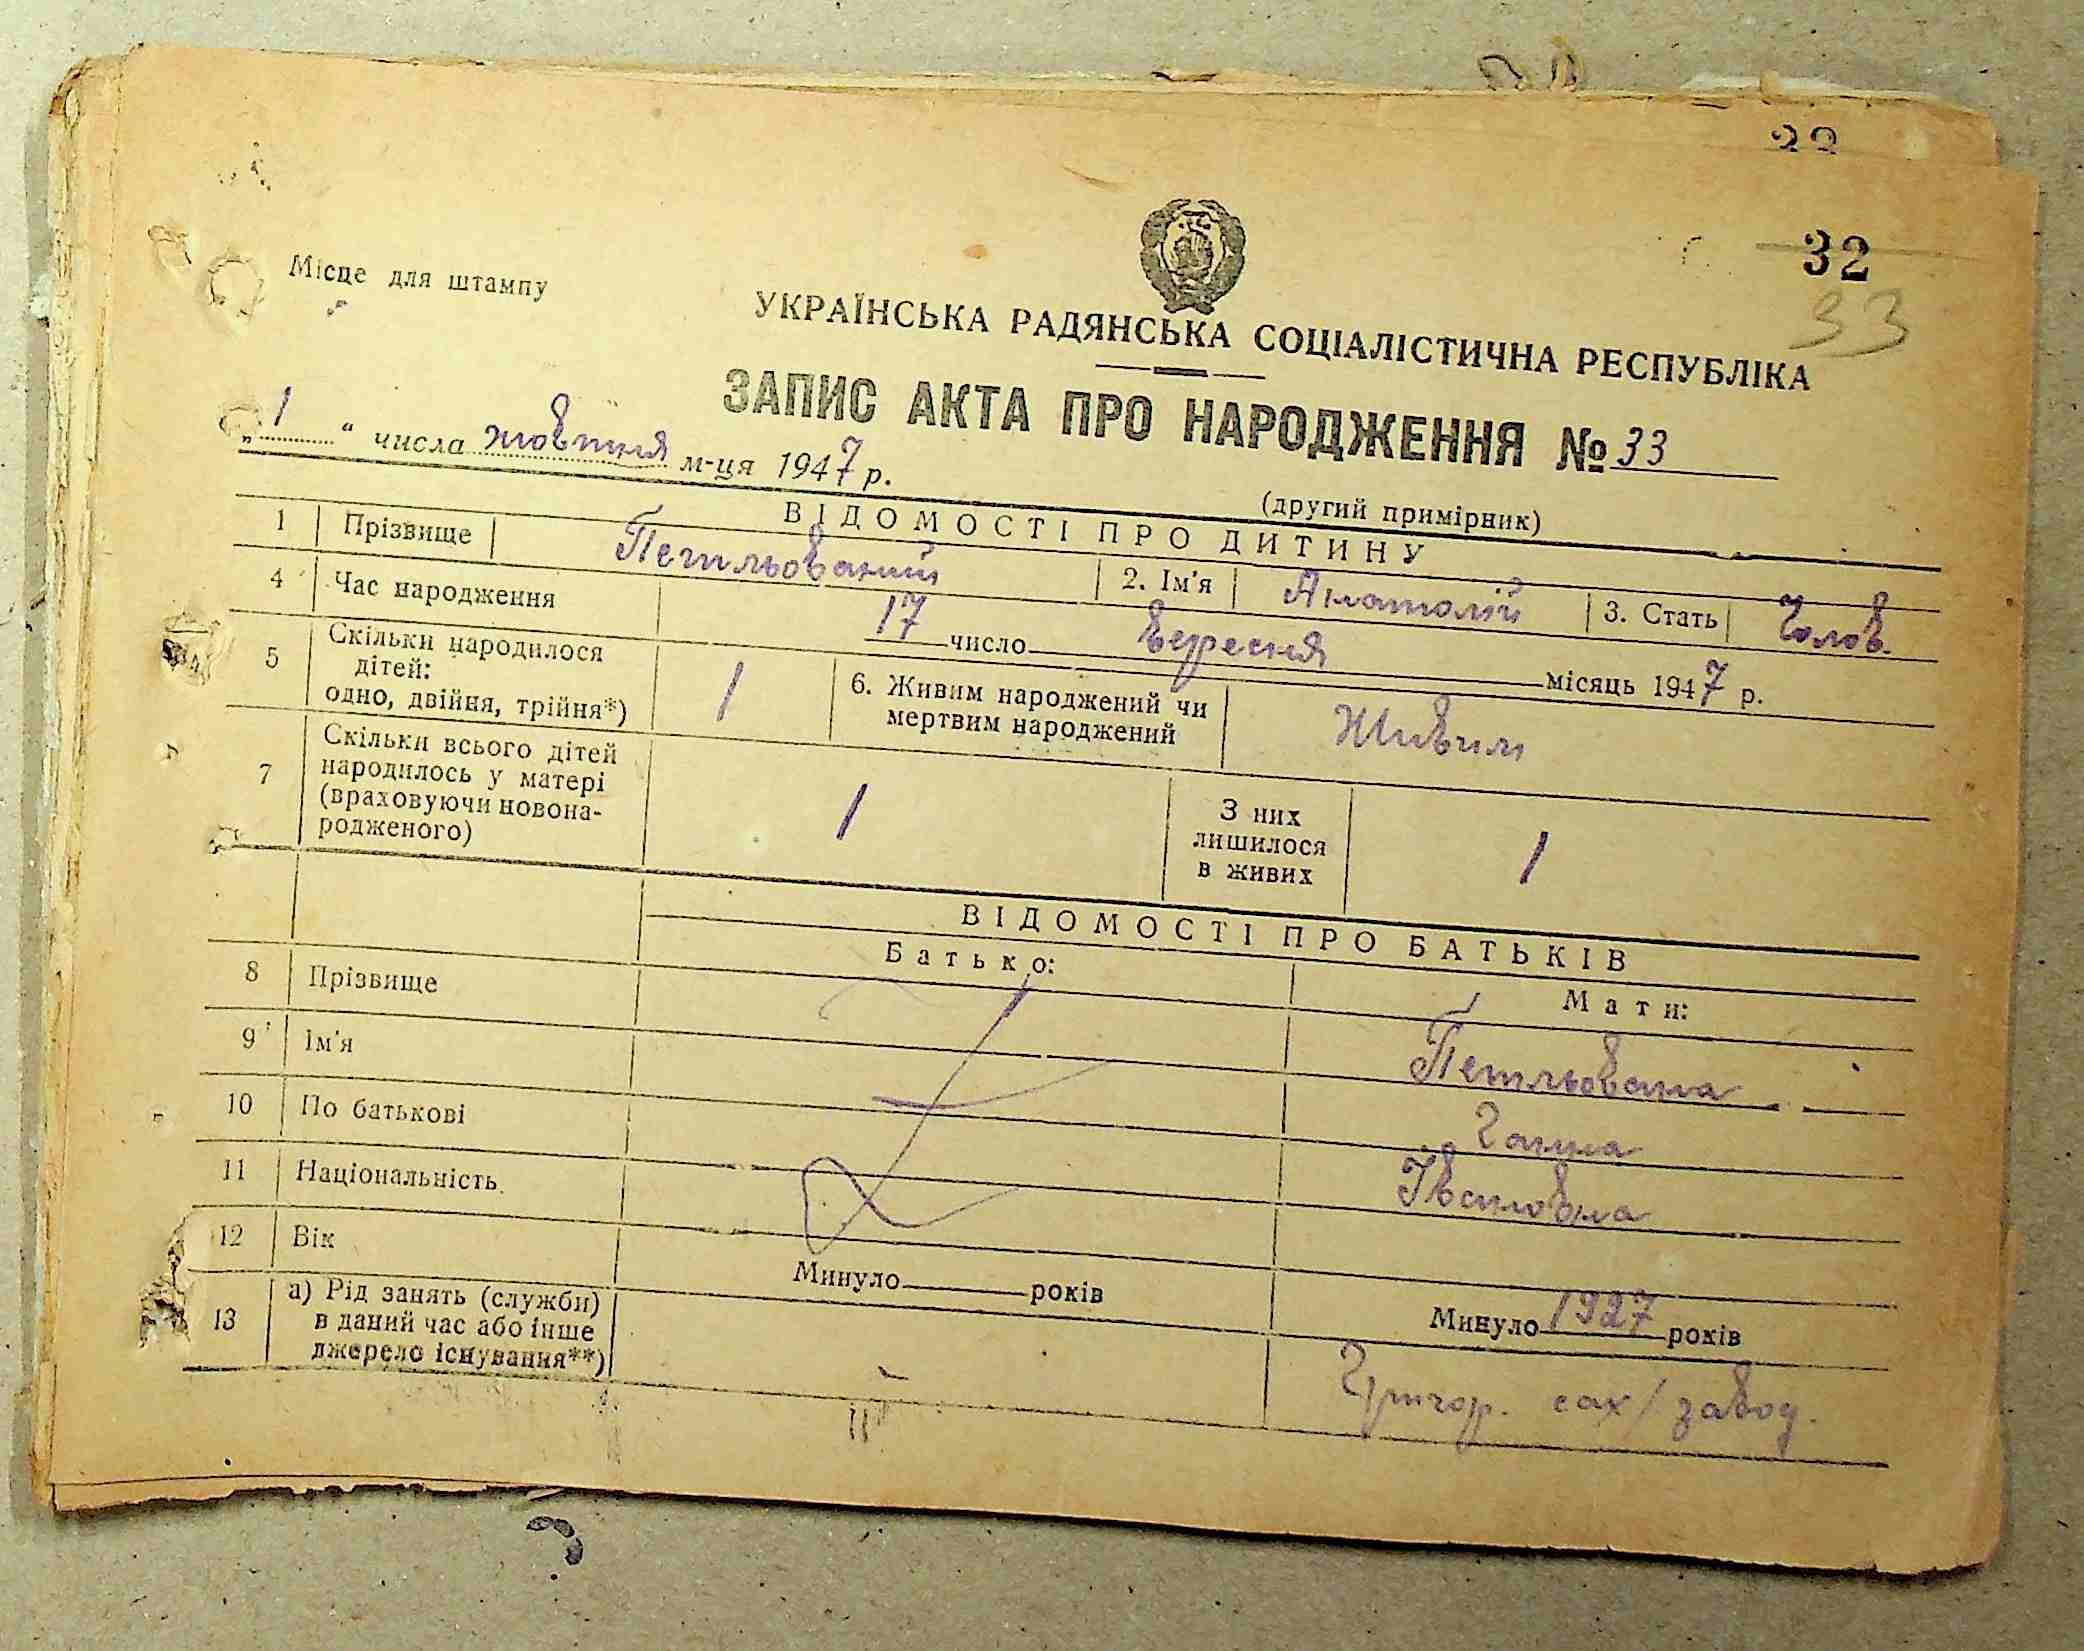 22
32
33
Місце для штампу
УКРАЇНСЬКА РАДЯНСЬКА СОЦІАЛІСТИЧНА РЕСПУБЛІКА
ЗАПИС АКТА ПРО НАРОДЖЕННЯ № 33
„1“ числа жовтня м-ця 1947 р.
(другий примірник)
ВІДОМОСТІ ПРО ДИТИНУ
1 Прізвище Петльований 2. Ім'я Анатолій 3. Стать Чолов.
4 Час народження 17 число вересня місяць 1947 р.
5 Скільки народилося дітей: одно, двійня, трійня*) 1 6. Живим народжений чи мертвим народжений Живим
7 Скільки всього дітей народилось у матері (враховуючи новонародженого) 1 З них лишилося в живих 1
ВІДОМОСТІ ПРО БАТЬКІВ
Батько: Мати:
8 Прізвище Петльована
9 Ім'я Ганна
10 По батькові Івановна
11 Національність
12 Вік Минуло років Минуло 1927 років
13 а) Рід занять (служби) в даний час або інше джерело існування**) Григор. сах/завод.